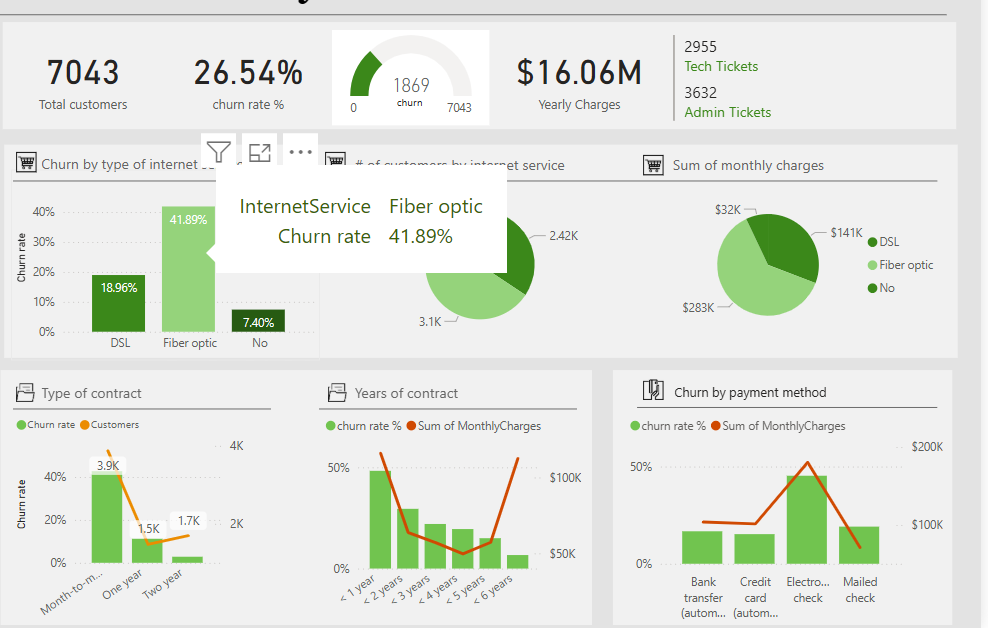 7043
Total customers
26.54%
churn rate %
1869
churn
0
7043
$16.06M
Yearly Charges
2955
Tech Tickets
3632
Admin Tickets
Churn by type of internet
# of customers by internet service
Sum of monthly charges
InternetService Fiber optic
Churn rate 41.89%
Churn rate
40%
30%
20%
10%
0%
18.96%
41.89%
7.40%
DSL
Fiber optic
No
2.42K
3.1K
$32K
$141K
$283K
DSL
Fiber optic
No
Type of contract
Churn rate Customers
Churn rate
40%
20%
0%
4K
2K
3.9K
1.5K
1.7K
Month-to-m...
One year
Two year
Years of contract
churn rate % Sum of MonthlyCharges
50%
0%
$100K
$50K
< 1 year
< 2 years
< 3 years
< 4 years
< 5 years
< 6 years
Churn by payment method
churn rate % Sum of MonthlyCharges
50%
0%
$200K
$100K
Bank
transfer
(autom...
Credit
card
(autom...
Electro...
check
Mailed
check